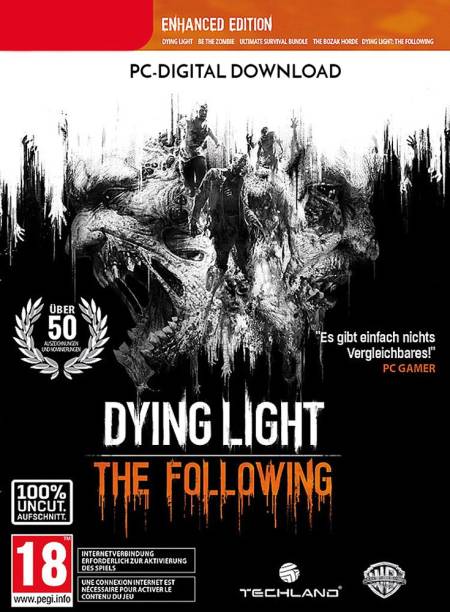 ENHANCED EDITION
DYING LIGHT BE THE ZOMBIE ULTIMATE SURVIVAL BUNDLE THE BOZAK HORDE DYING LIGHT: THE FOLLOWING
PC-DIGITAL DOWNLOAD
ÜBER
50
AUSZEICHNUNGEN
UND NOMINIERUNGEN
"Es gibt einfach nichts
Vergleichbares!"
PC GAMER
DYING LIGHT
THE FOLLOWING
100%
UNCUT.
AUFSCHNITT.
18
TM
www.pegi.info
INTERNETVERBINDUNG
ERFORDERLICH ZUR AKTIVIERUNG
DES SPIELS
UNE CONNEXION INTERNET EST
NÉCESSAIRE POUR ACTIVER LE
CONTENU DU JEU
TECHLAND
WB GAMES